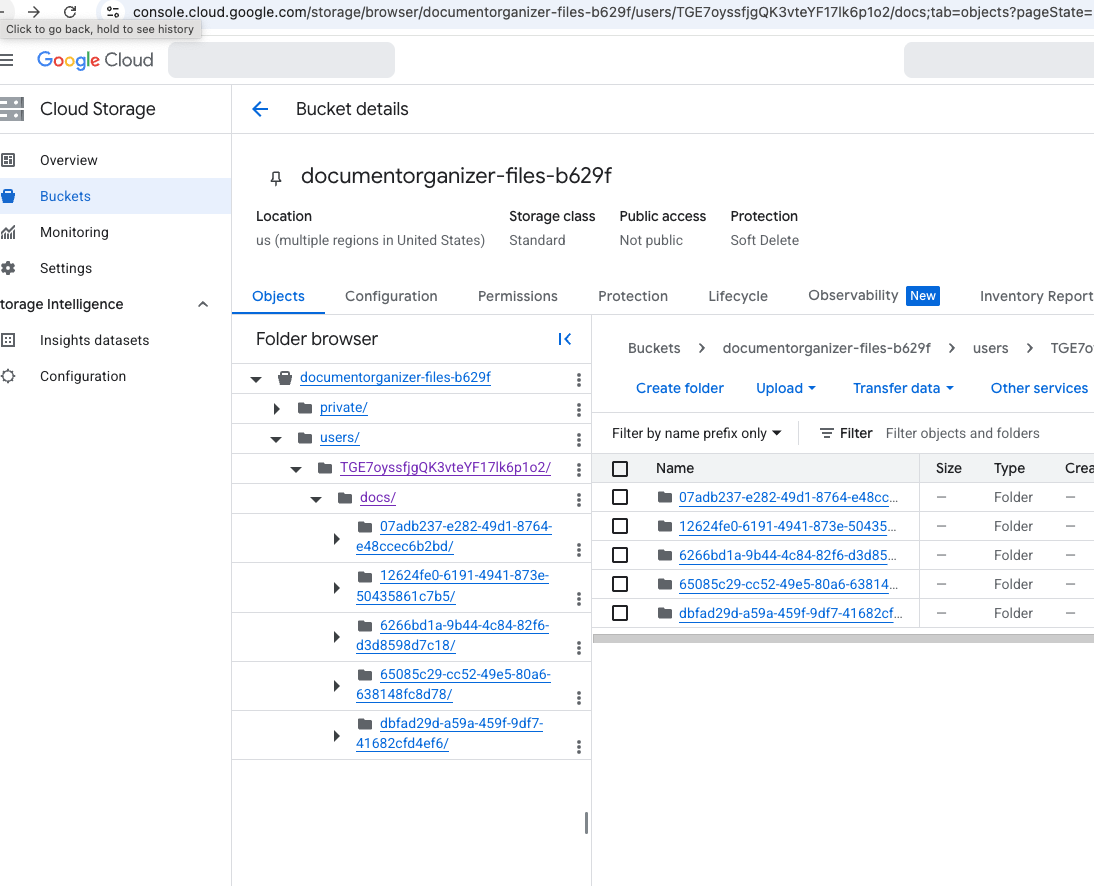 console.cloud.google.com/storage/browser/documentorganizer-files-b629f/users/TGE7oyssfjgQK3vteYF17lk6p1o2/docs;tab=objects?pageState=
Click to go back, hold to see history
Google Cloud
Cloud Storage
Bucket details
Overview
Buckets
Monitoring
Settings
torage Intelligence
Insights datasets
Configuration
documentorganizer-files-b629f
Location Storage class Public access Protection
us (multiple regions in United States) Standard Not public Soft Delete
Objects Configuration Permissions Protection Lifecycle Observability New Inventory Report
Folder browser
documentorganizer-files-b629f
private/
users/
TGE7oyssfjgQK3vteYF17lk6p1o2/
docs/
07adb237-e282-49d1-8764-
e48ccec6b2bd/
12624fe0-6191-4941-873e-
50435861c7b5/
6266bd1a-9b44-4c84-82f6-
d3d8598d7c18/
65085c29-cc52-49e5-80a6-
638148fc8d78/
dbfad29d-a59a-459f-9df7-
41682cfd4ef6/
Buckets documentorganizer-files-b629f users TGE7o
Create folder Upload Transfer data Other services
Filter by name prefix only Filter Filter objects and folders
Name Size Type Crea
07adb237-e282-49d1-8764-e48cc... — Folder —
12624fe0-6191-4941-873e-50435... — Folder —
6266bd1a-9b44-4c84-82f6-d3d85... — Folder —
65085c29-cc52-49e5-80a6-63814... — Folder —
dbfad29d-a59a-459f-9df7-41682cf... — Folder —